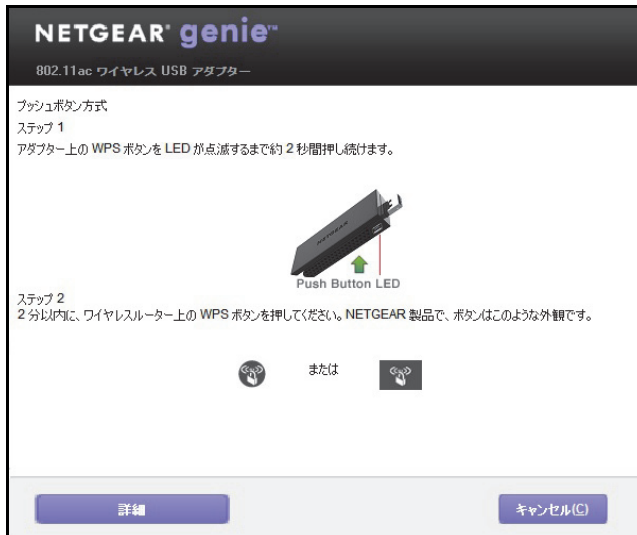 NETGEAR® genie™
802.11ac ワイヤレス USB アダプター
プッシュボタン方式
ステップ 1
アダプター上の WPS ボタンを LED が点滅するまで約 2 秒間押し続けます。
NETGEAR
Push Button LED
ステップ 2
2 分以内に、ワイヤレスルーター上の WPS ボタンを押してください。NETGEAR 製品で、ボタンはこのような外観です。
または
詳細
キャンセル(C)